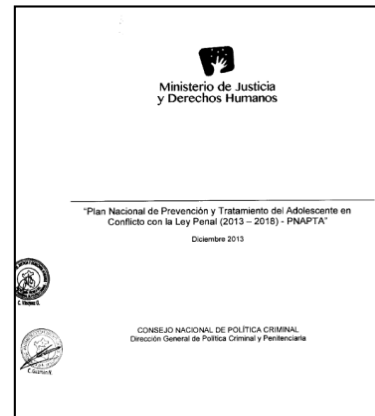 Ministerio de Justicia
y Derechos Humanos
"Plan Nacional de Prevención y Tratamiento del Adolescente en
Conflicto con la Ley Penal (2013 – 2018) - PNAPTA"
Diciembre 2013
CONSEJO NACIONAL DE POLÍTICA CRIMINAL
Dirección General de Política Criminal y Penitenciaria